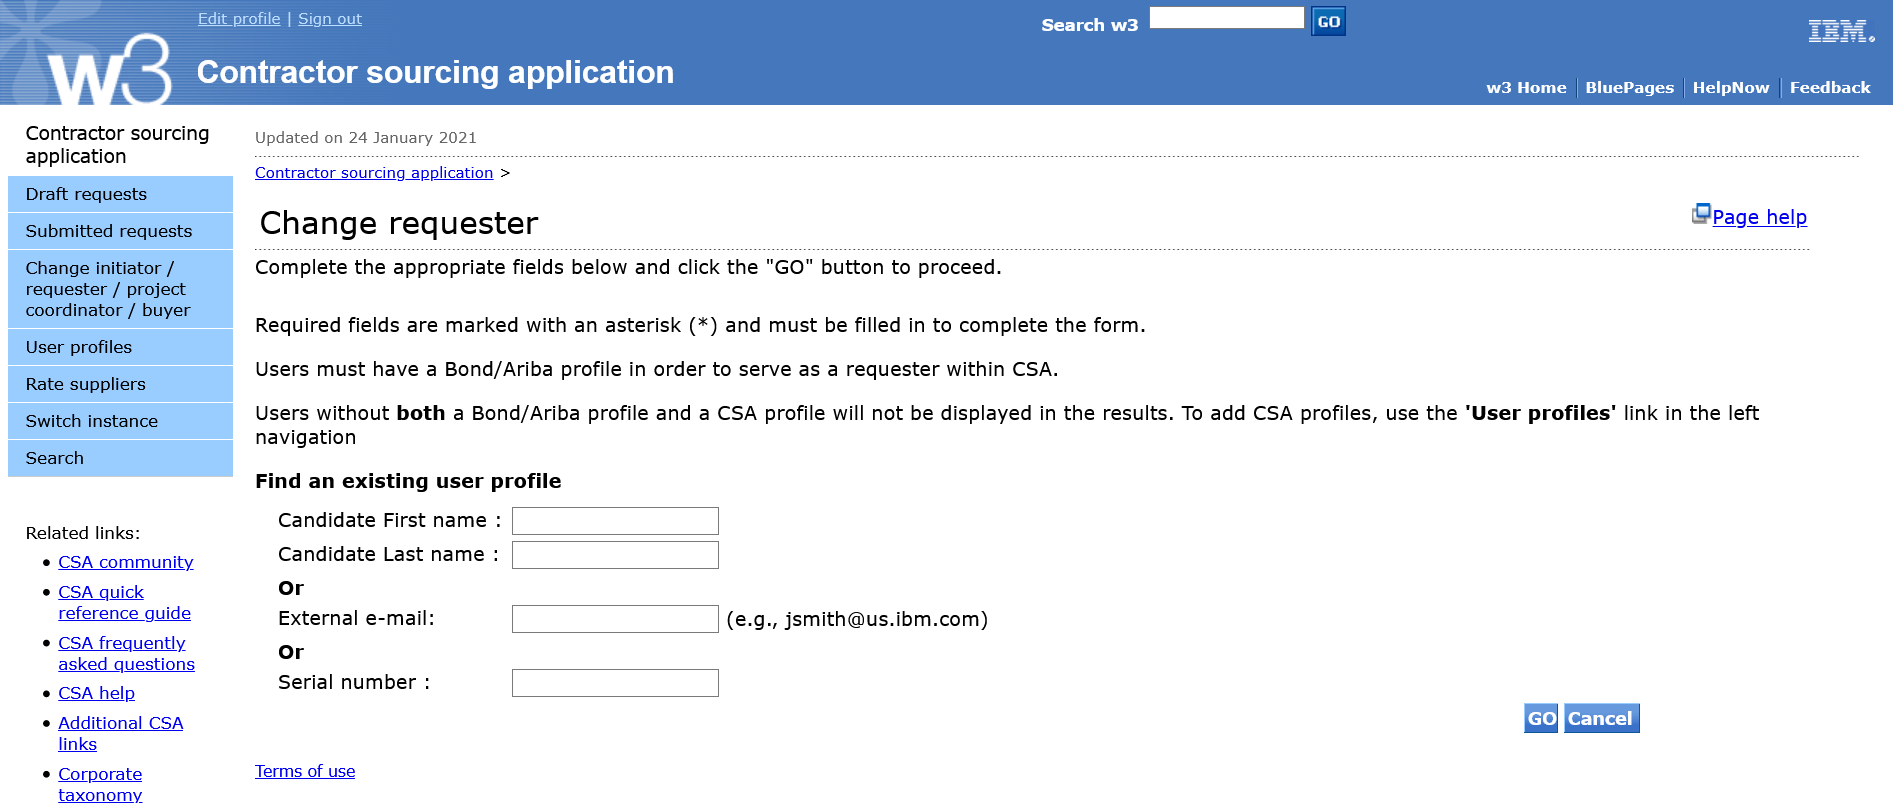 Edit profile | Sign out
Search w3
GO
IBM.
w3
Contractor sourcing application
w3 Home
BluePages
HelpNow
Feedback
Contractor sourcing
application
Draft requests
Submitted requests
Change initiator /
requester / project
coordinator / buyer
User profiles
Rate suppliers
Switch instance
Search
Related links:
CSA community
CSA quick
reference guide
CSA frequently
asked questions
CSA help
Additional CSA
links
Corporate
taxonomy
Updated on 24 January 2021
Contractor sourcing application >
Change requester
Page help
Complete the appropriate fields below and click the "GO" button to proceed.
Required fields are marked with an asterisk (*) and must be filled in to complete the form.
Users must have a Bond/Ariba profile in order to serve as a requester within CSA.
Users without both a Bond/Ariba profile and a CSA profile will not be displayed in the results. To add CSA profiles, use the 'User profiles' link in the left
navigation
Find an existing user profile
Candidate First name :
Candidate Last name :
Or
External e-mail:
(e.g., jsmith@us.ibm.com)
Or
Serial number :
GO
Cancel
Terms of use